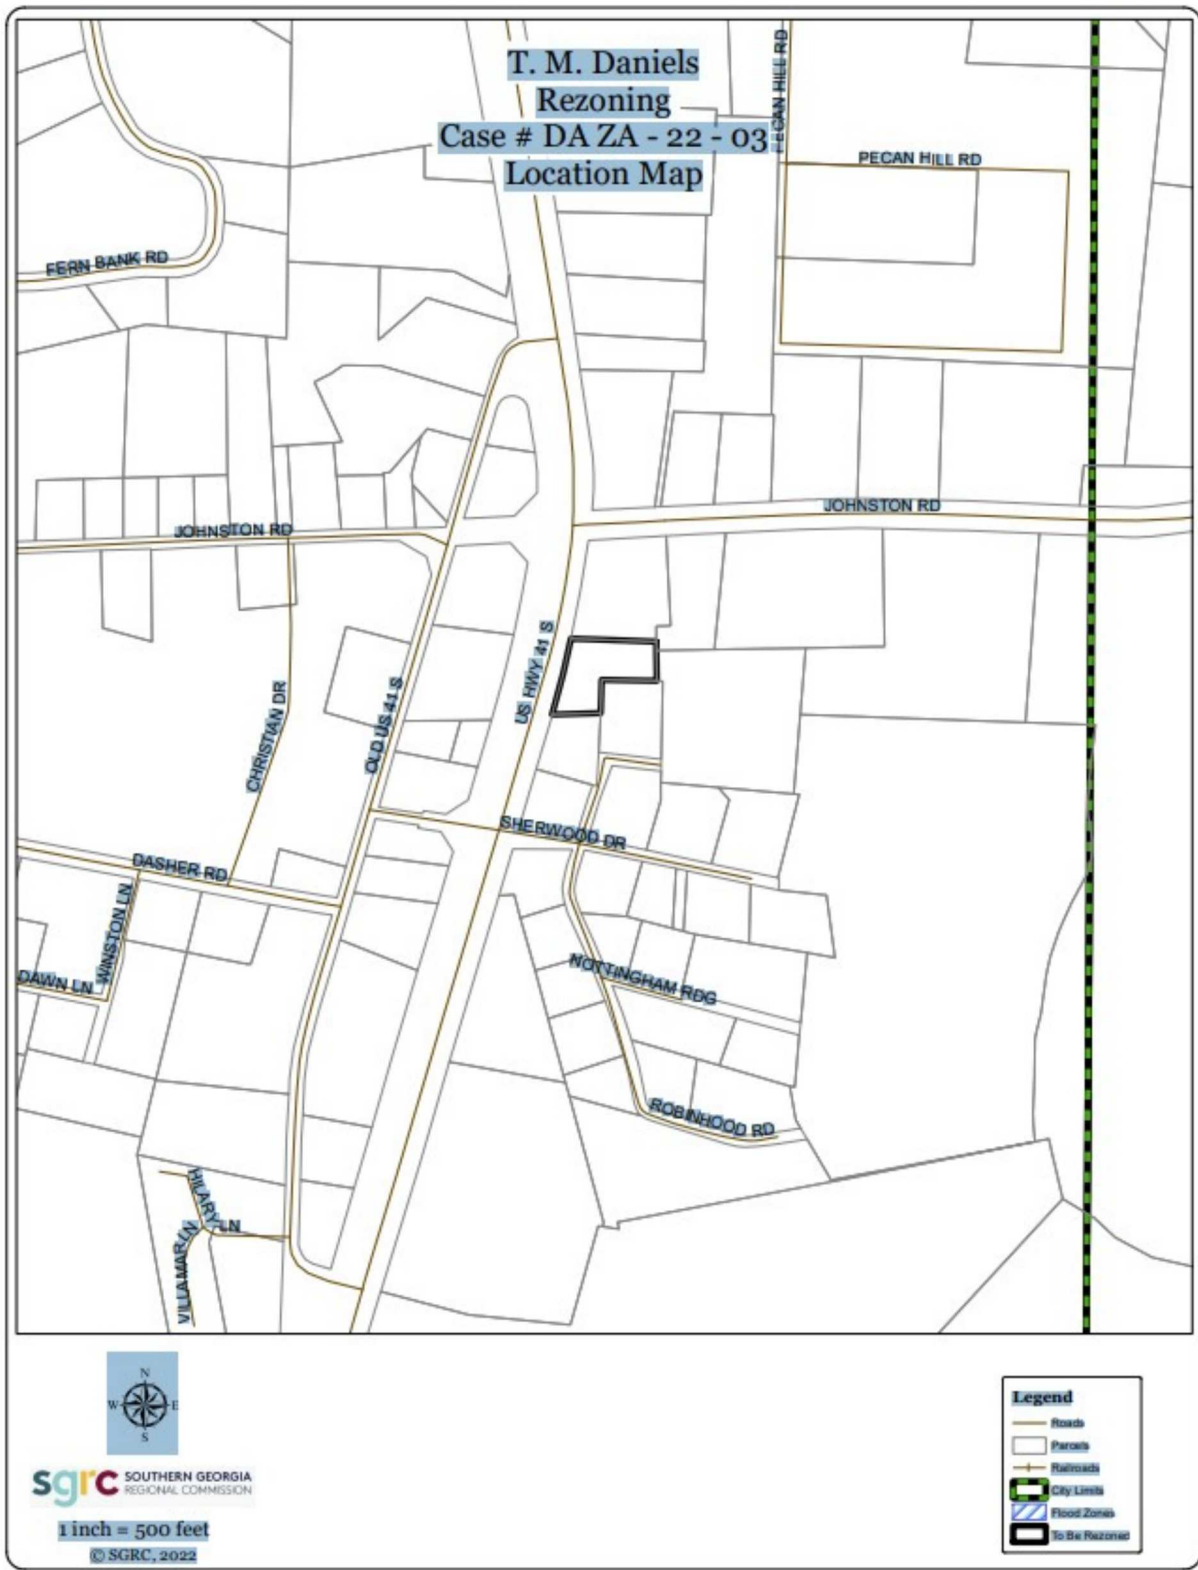 T. M. Daniels
Rezoning
Case # DA ZA - 22 - 03
Location Map
PECAN HILL RD
PECAN HILL RD
FERN BANK RD
JOHNSTON RD
JOHNSTON RD
US HWY 41 S
OLD US 41 S
CHRISTIAN DR
SHERWOOD DR
DASHER RD
WINSTON LN
DAWN LN
NOTTINGHAM RDG
ROBINHOOD RD
HILARY LN
VILLAMAR LN
N
W E
S
sgrc SOUTHERN GEORGIA
REGIONAL COMMISSION
1 inch = 500 feet
© SGRC, 2022
Legend
Roads
Parcels
Railroads
City Limits
Flood Zones
To Be Rezoned